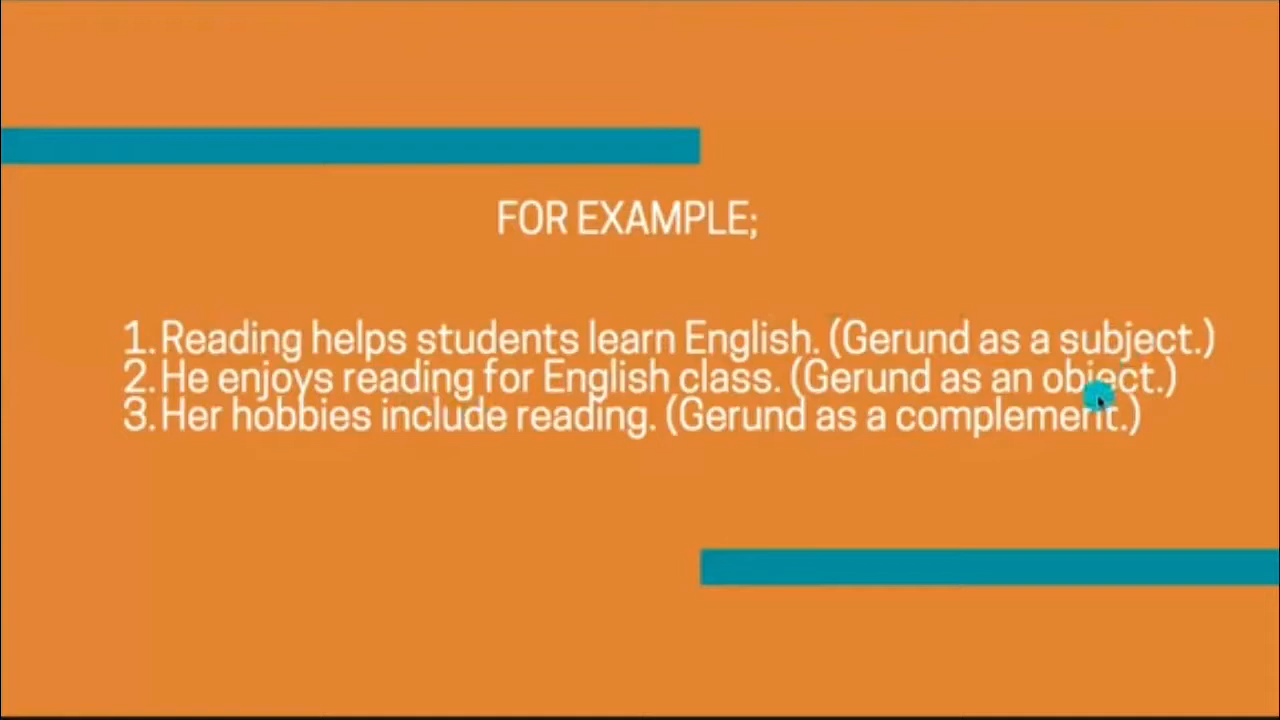 FOR EXAMPLE;
1. Reading helps students learn English. (Gerund as a subject.)
2. He enjoys reading for English class. (Gerund as an object.)
3. Her hobbies include reading. (Gerund as a complement.)